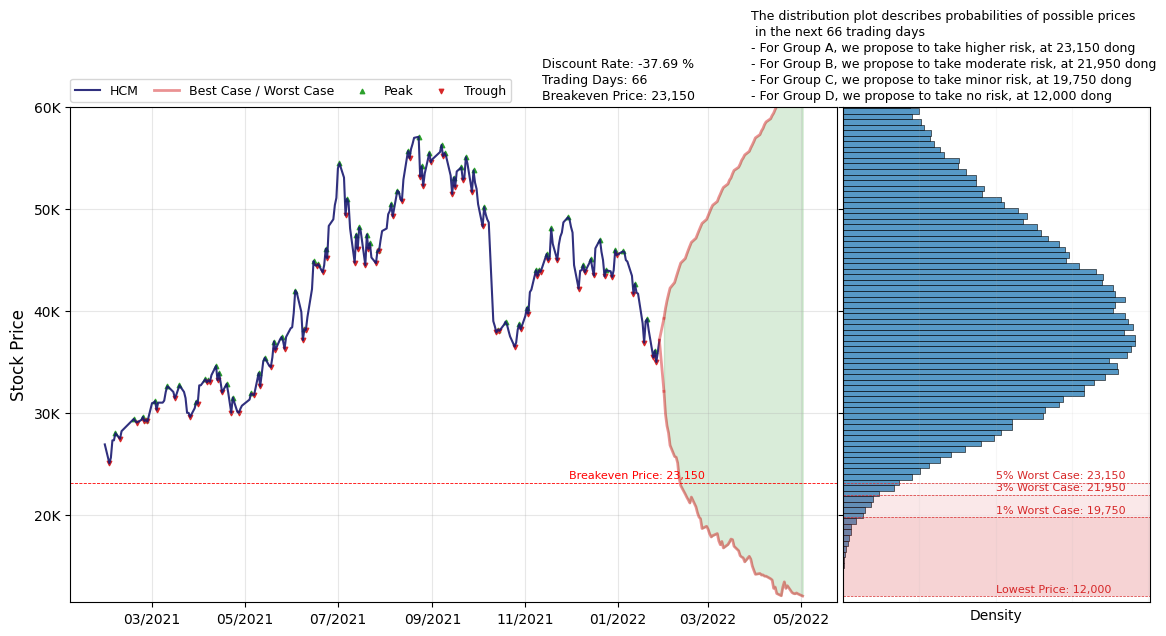 The distribution plot describes probabilities of possible prices
in the next 66 trading days
- For Group A, we propose to take higher risk, at 23,150 dong
- For Group B, we propose to take moderate risk, at 21,950 dong
- For Group C, we propose to take minor risk, at 19,750 dong
- For Group D, we propose to take no risk, at 12,000 dong
Discount Rate: -37.69 %
Trading Days: 66
Breakeven Price: 23,150
HCM
Best Case / Worst Case
Peak
Trough
Stock Price
60K
50K
40K
30K
20K
Breakeven Price: 23,150
03/2021
05/2021
07/2021
09/2021
11/2021
01/2022
03/2022
05/2022
5% Worst Case: 23,150
3% Worst Case: 21,950
1% Worst Case: 19,750
Lowest Price: 12,000
Density